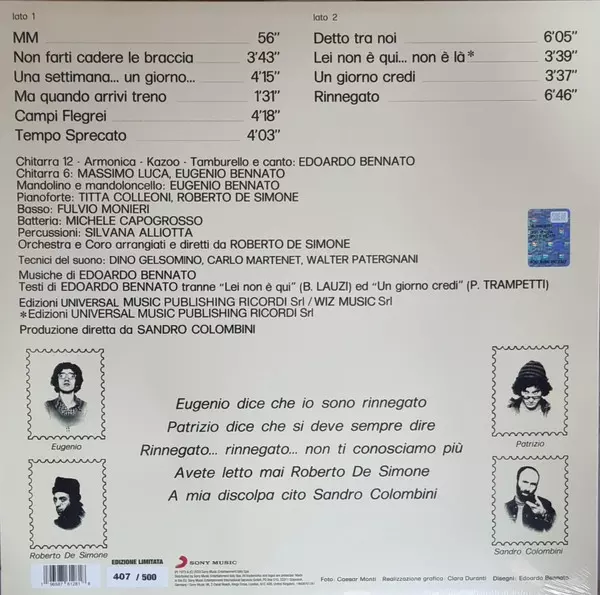 lato 1
MM 56"
Non farti cadere le braccia 3'43"
Una settimana... un giorno... 4'15"
Ma quando arrivi treno 1'31"
Campi Flegrei 4'18"
Tempo Sprecato 4'03"
lato 2
Detto tra noi 6'05"
Lei non è qui... non è là* 3'39"
Un giorno credi 3'37"
Rinnegato 6'46"
Chitarra 12 - Armonica - Kazoo - Tamburello e canto: EDOARDO BENNATO
Chitarra 6: MASSIMO LUCA, EUGENIO BENNATO
Mandolino e mandoloncello: EUGENIO BENNATO
Pianoforte: TITTA COLLEONI, ROBERTO DE SIMONE
Basso: FULVIO MONIERI
Batteria: MICHELE CAPOGROSSO
Percussioni: SILVANA ALLIOTTA
Orchestra e Coro arrangiati e diretti da ROBERTO DE SIMONE
Tecnici del suono: DINO GELSOMINO, CARLO MARTENET, WALTER PATERGNANI
Musiche di EDOARDO BENNATO
Testi di EDOARDO BENNATO tranne "Lei non è qui" (B. LAUZI) ed "Un giorno credi" (P. TRAMPETTI)
Edizioni UNIVERSAL MUSIC PUBLISHING RICORDI Srl / WIZ MUSIC Srl
*Edizioni UNIVERSAL MUSIC PUBLISHING RICORDI Srl
Produzione diretta da SANDRO COLOMBINI
Eugenio dice che io sono rinnegato
Patrizio dice che si deve sempre dire
Rinnegato... rinnegato... non ti conosciamo più
Avete letto mai Roberto De Simone
A mia discolpa cito Sandro Colombini
Eugenio
Patrizio
Roberto De Simone
Sandro Colombini
EDIZIONE LIMITATA
407 / 500
SONY MUSIC
Foto: Caesar Monti Realizzazione grafica: Clara Duranti Disegni: Edoardo Bennato